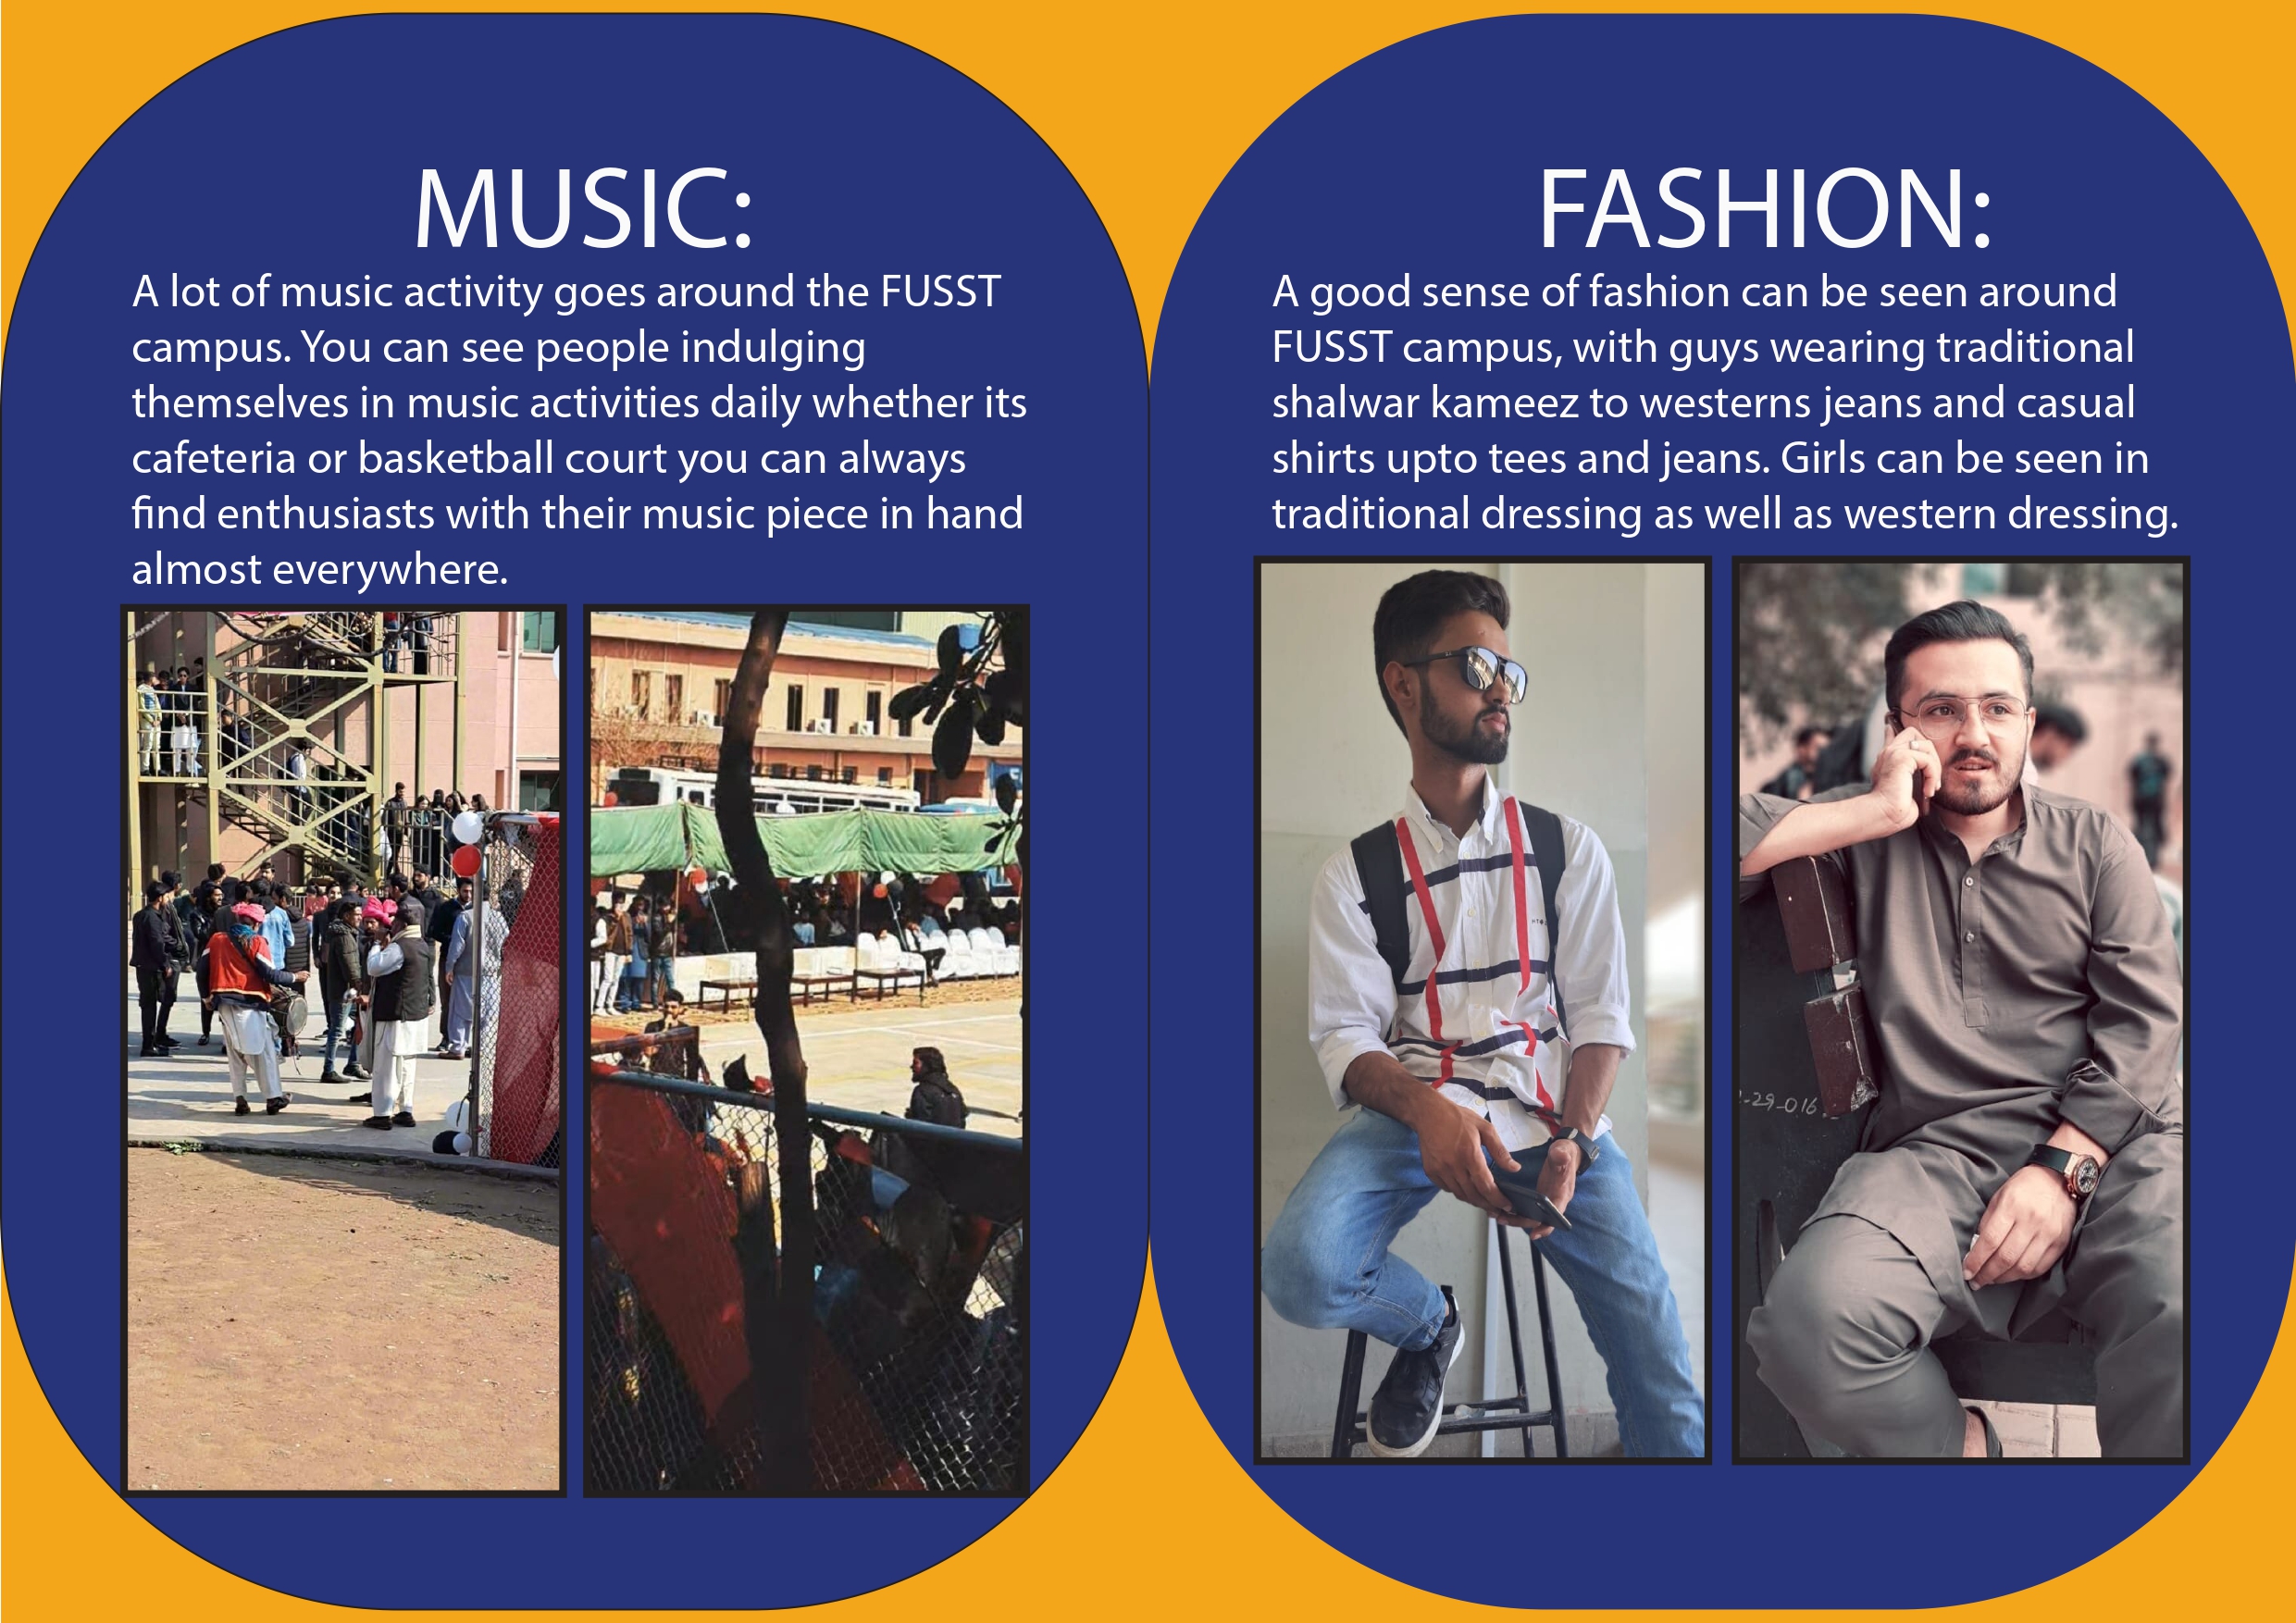 MUSIC:
A lot of music activity goes around the FUSST
campus. You can see people indulging
themselves in music activities daily whether its
cafeteria or basketball court you can always
find enthusiasts with their music piece in hand
almost everywhere.
FASHION:
A good sense of fashion can be seen around
FUSST campus, with guys wearing traditional
shalwar kameez to westerns jeans and casual
shirts upto tees and jeans. Girls can be seen in
traditional dressing as well as western dressing.
-29-016